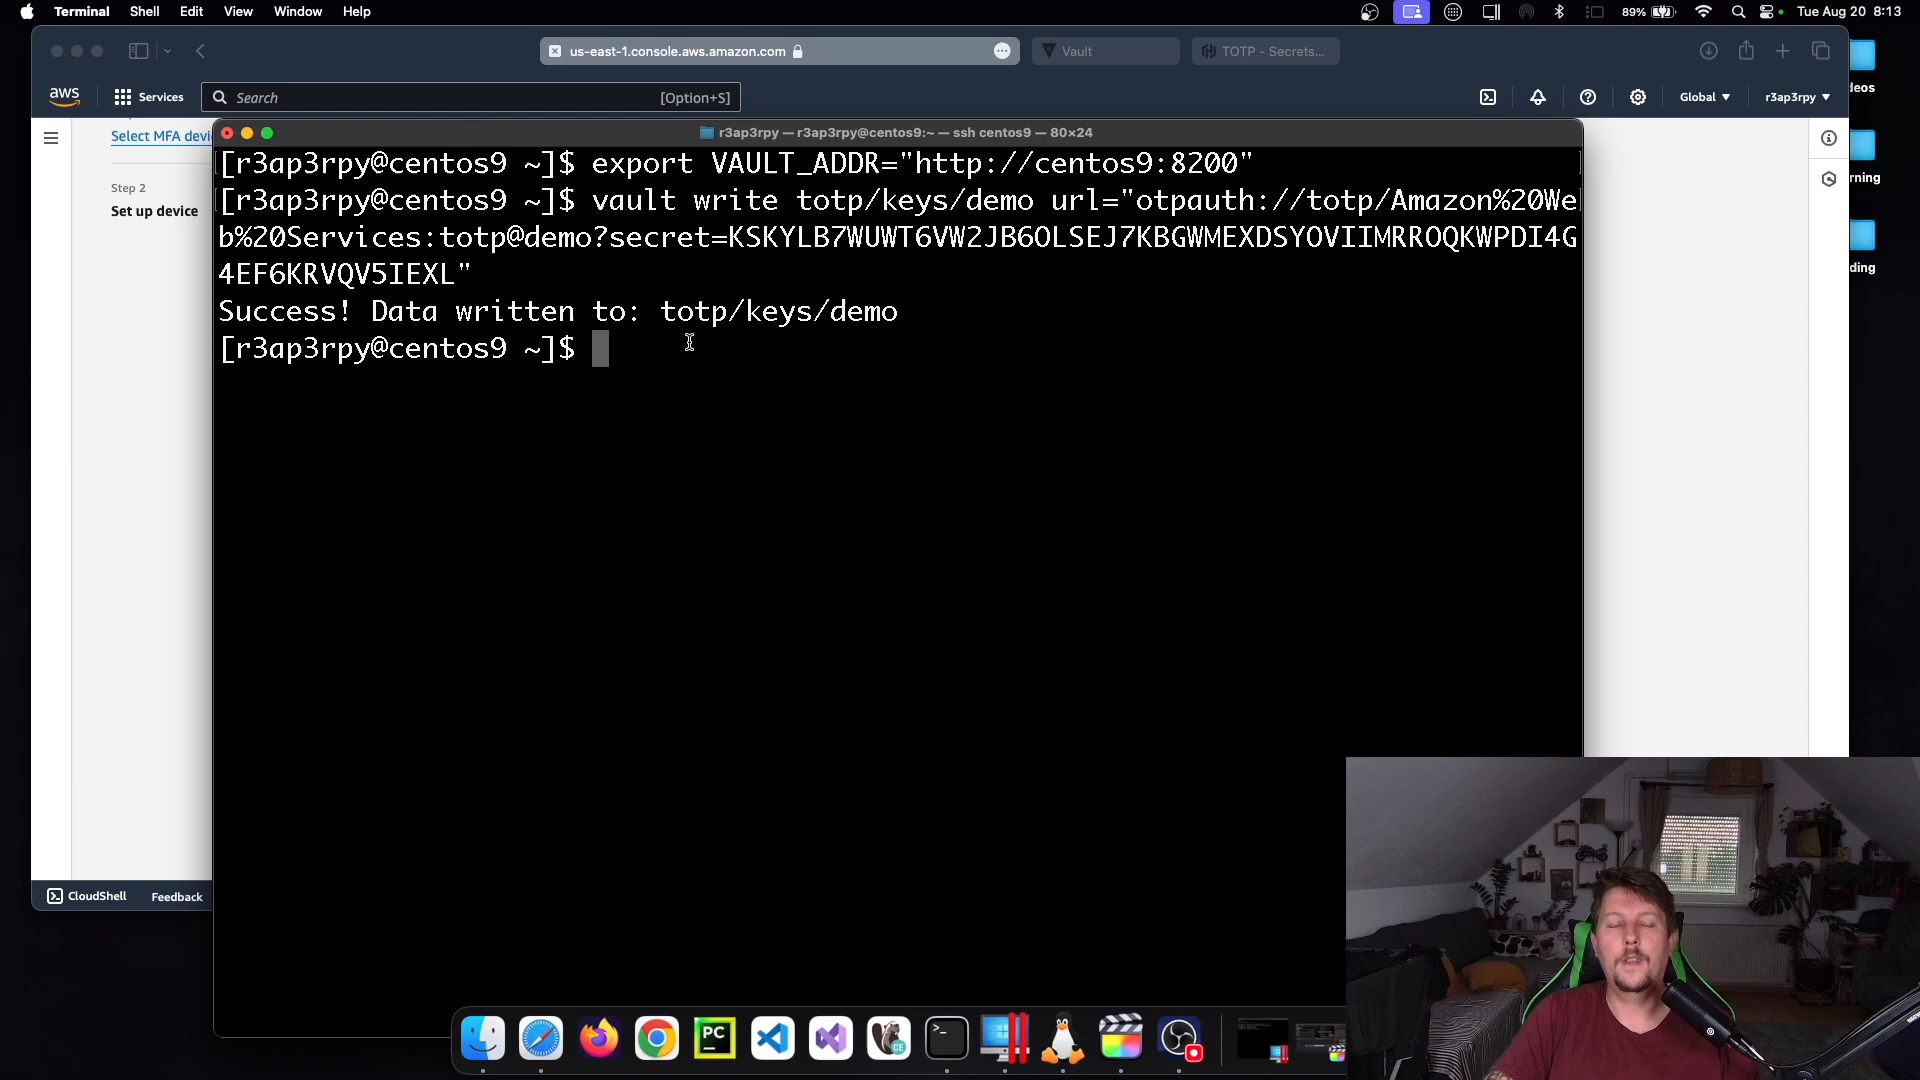 Terminal Shell Edit View Window Help 89% Tue Aug 20 8:13
us-east-1.console.aws.amazon.com Vault TOTP - Secrets...
aws Services Search [Option+S] Global r3ap3rpy
Select MFA devi
Step 2
Set up device
r3ap3rpy — r3ap3rpy@centos9:~ — ssh centos9 — 80×24
[r3ap3rpy@centos9 ~]$ export VAULT_ADDR="http://centos9:8200"
[r3ap3rpy@centos9 ~]$ vault write totp/keys/demo url="otpauth://totp/Amazon%20We
b%20Services:totp@demo?secret=KSKYLB7WUWT6VW2JB6OLSEJ7KBGWMEXDSYOVIIMRROQKWPDI4G
4EF6KRVQV5IEXL"
Success! Data written to: totp/keys/demo
[r3ap3rpy@centos9 ~]$
CloudShell Feedback
deos
rning
ding
PC
CE